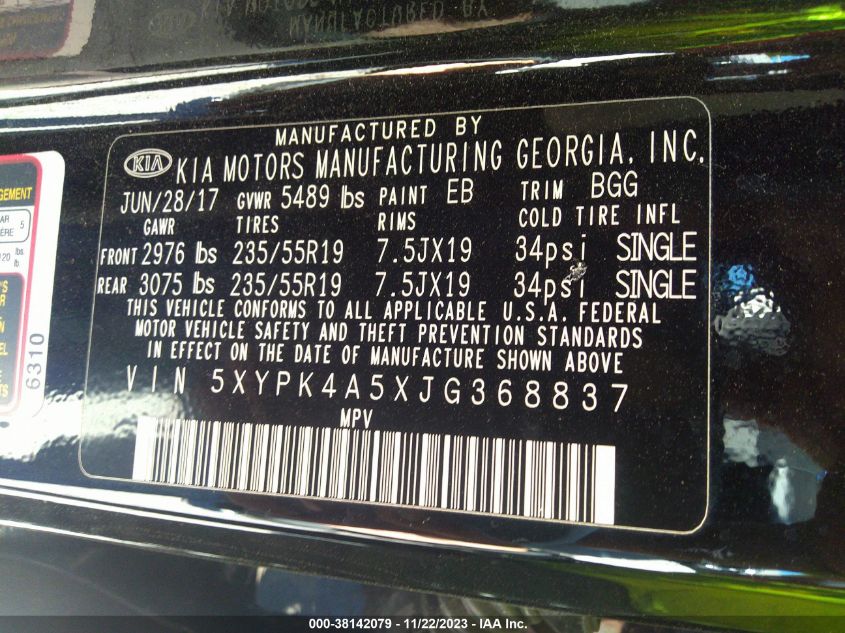 MANUFACTURED BY
KIA KIA MOTORS MANUFACTURING GEORGIA, INC.
JUN/28/17 GVWR 5489 lbs PAINT EB TRIM BGG
GAWR TIRES RIMS COLD TIRE INFL
FRONT 2976 lbs 235/55R19 7.5JX19 34psi SINGLE
REAR 3075 lbs 235/55R19 7.5JX19 34psi SINGLE
THIS VEHICLE CONFORMS TO ALL APPLICABLE U.S.A. FEDERAL
MOTOR VEHICLE SAFETY AND THEFT PREVENTION STANDARDS
IN EFFECT ON THE DATE OF MANUFACTURE SHOWN ABOVE
VIN 5XYPK4A5XJG368837
MPV
6310
000-38142079 - 11/22/2023 - IAA Inc.